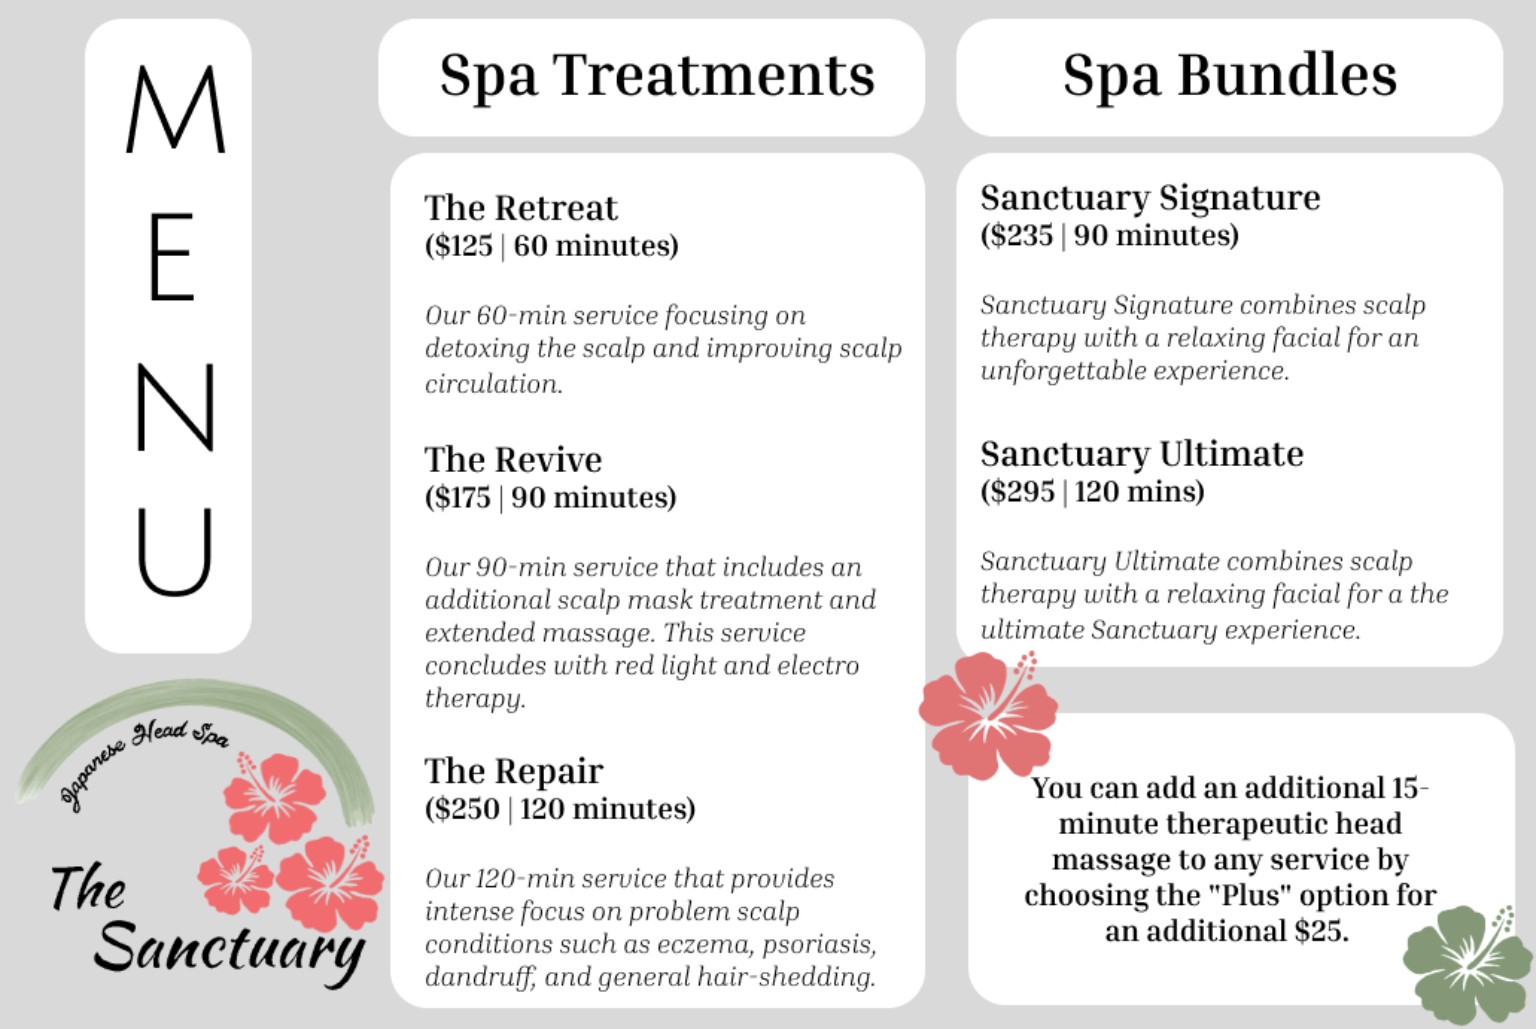 M
E
N
U
Japanese Head Spa
The
Sanctuary
Spa Treatments
The Retreat
($125 | 60 minutes)
Our 60-min service focusing on
detoxing the scalp and improving scalp
circulation.
The Revive
($175 | 90 minutes)
Our 90-min service that includes an
additional scalp mask treatment and
extended massage. This service
concludes with red light and electro
therapy.
The Repair
($250 | 120 minutes)
Our 120-min service that provides
intense focus on problem scalp
conditions such as eczema, psoriasis,
dandruff, and general hair-shedding.
Spa Bundles
Sanctuary Signature
($235 | 90 minutes)
Sanctuary Signature combines scalp
therapy with a relaxing facial for an
unforgettable experience.
Sanctuary Ultimate
($295 | 120 mins)
Sanctuary Ultimate combines scalp
therapy with a relaxing facial for a the
ultimate Sanctuary experience.
You can add an additional 15-
minute therapeutic head
massage to any service by
choosing the "Plus" option for
an additional $25.